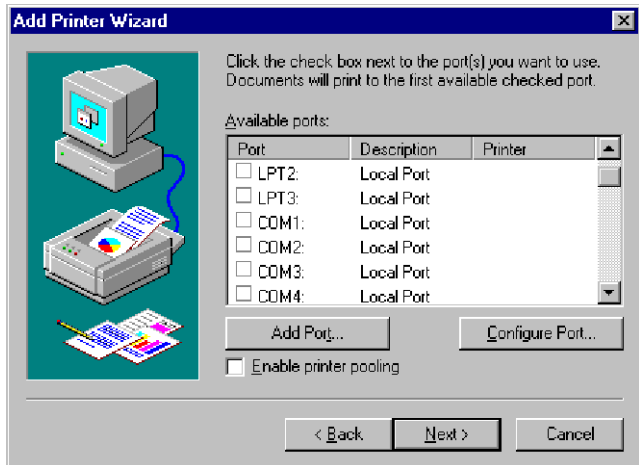 Add Printer Wizard
Click the check box next to the port(s) you want to use.
Documents will print to the first available checked port.
Available ports:
Port Description Printer
LPT2: Local Port
LPT3: Local Port
COM1: Local Port
COM2: Local Port
COM3: Local Port
COM4: Local Port
Add Port... Configure Port...
Enable printer pooling
< Back Next > Cancel